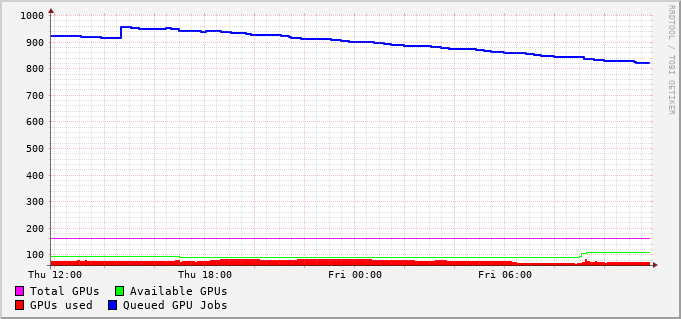 1000
900
800
700
600
500
400
300
200
100
Thu 12:00 Thu 18:00 Fri 00:00 Fri 06:00
Total GPUs Available GPUs
GPUs used Queued GPU Jobs
RRDTOOL / TOBI OETIKER